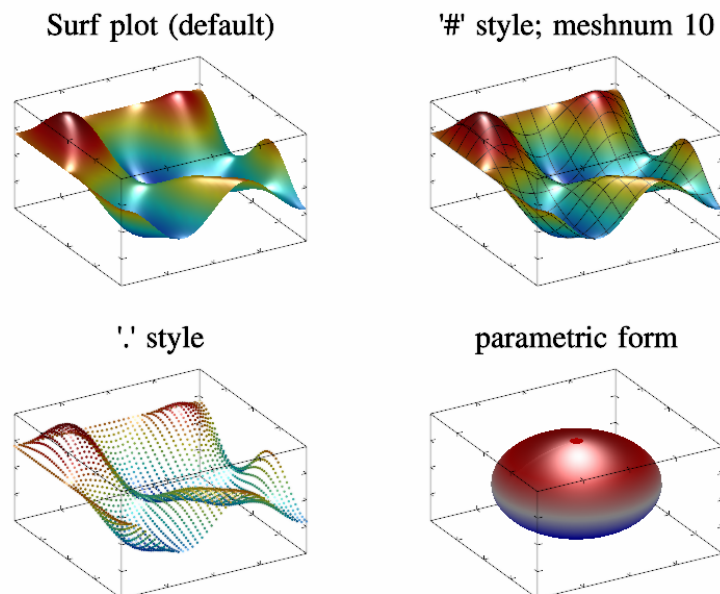 Surf plot (default)
'#' style; meshnum 10
'.' style
parametric form